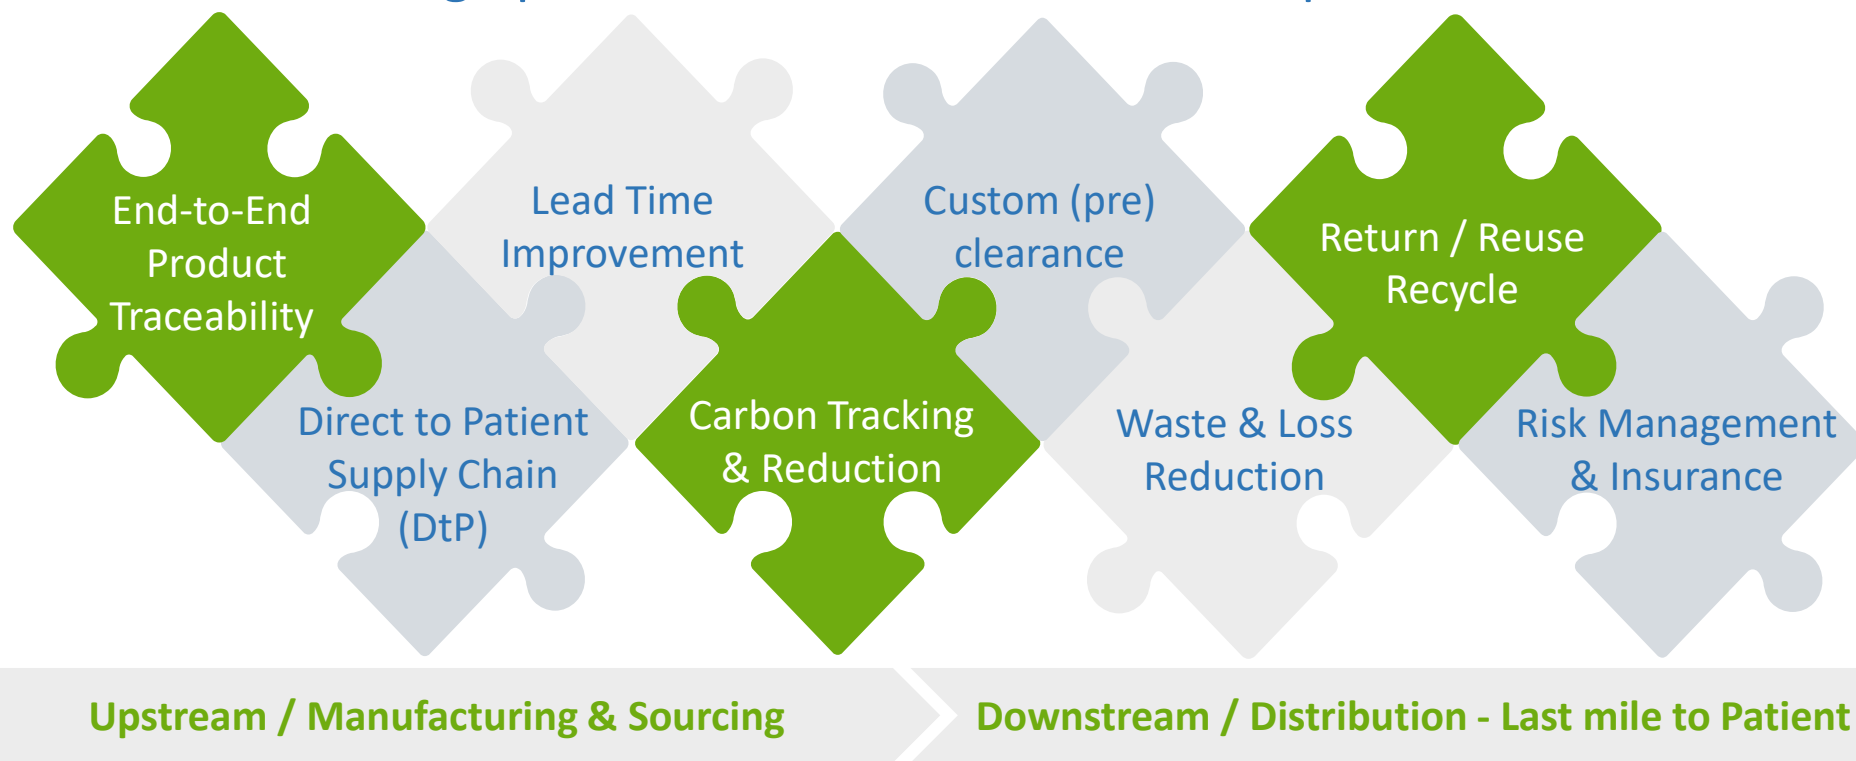 End-to-End
Product
Traceability
Lead Time
Improvement
Custom (pre)
clearance
Return / Reuse
Recycle
Direct to Patient
Supply Chain
(DtP)
Carbon Tracking
& Reduction
Waste & Loss
Reduction
Risk Management
& Insurance
Upstream / Manufacturing & Sourcing
Downstream / Distribution - Last mile to Patient